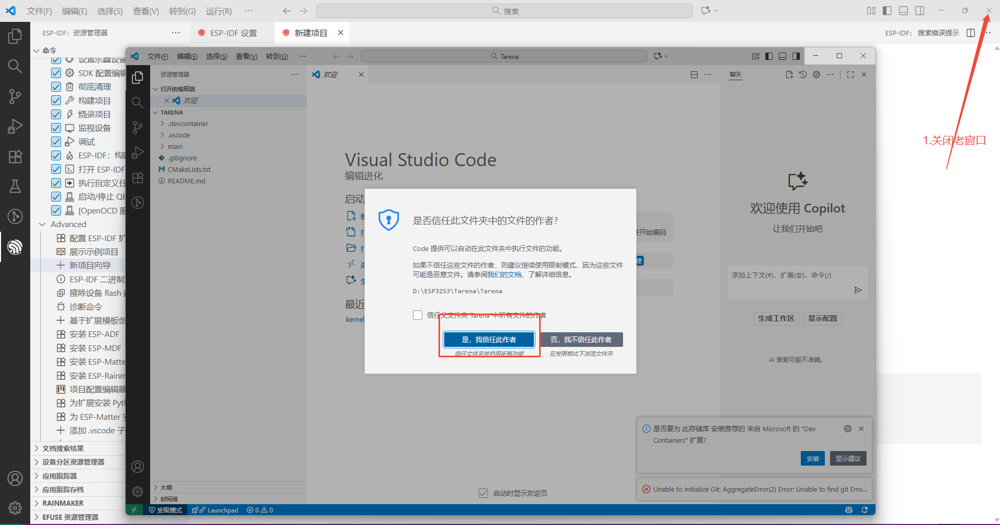 文件(F) 编辑(E) 选择(S) 查看(V) 转到(G) 运行(R) ··· 搜索
ESP-IDF：资源管理器 ··· ESP-IDF 设置 新建项目 ESP-IDF：搜索错误提示
命令
设置乐鑫设备
SDK 配置编辑
彻底清理
构建项目
烧录项目
监视设备
调试
ESP-IDF：构
打开 ESP-IDF
执行自定义任
启动/停止 QE
[OpenOCD 服
Advanced
配置 ESP-IDF 扩
展示示例项目
新项目向导
ESP-IDF 二进制
擦除设备 flash
诊断命令
基于扩展模板创
安装 ESP-ADF
安装 ESP-MDF
安装 ESP-Matte
安装 ESP-Rainm
项目配置编辑器
为扩展安装 Pyth
为 ESP-Matter 安
添加 .vscode 子
文档搜索结果
设备分区资源管理器
应用跟踪器
应用跟踪存档
RAINMAKER
EFUSE 资源管理器
文件(F) 编辑(E) 选择(S) 查看(V) 转到(G) ··· Tarena
资源管理器 ···
打开的编辑器
欢迎
TARENA
.devcontainer
.vscode
main
.gitignore
CMakeLists.txt
README.md
大纲
时间线
欢迎
Visual Studio Code
编辑进化
启动
最近
kernel
件开始编码
建
启动时显示欢迎页
是否信任此文件夹中的文件的作者?
Code 提供可以自动在此文件夹中执行文件的功能。
如果不信任这些文件的作者，则建议继续使用限制模式，因为这些文件
可能是恶意文件。请参阅我们的文档，了解详细信息。
D:\ESP32S3\Tarena\Tarena
信任父文件夹"Tarena"中所有文件的作者
是，我信任此作者 否，我不信任此作者
信任文件夹并启用所有功能 在受限模式下浏览文件夹
聊天
欢迎使用 Copilot
让我们开始吧
添加上下文(#)、扩展(@)、命令(/)
生成工作区 显示配置
AI 答复可能不准确。
是否要为 此存储库 安装推荐的 来自 Microsoft 的 "Dev
Containers" 扩展?
安装 显示建议
Unable to initialize Git; AggregateError(2) Error: Unable to find git Erro...
受限模式 Launchpad 0 0
1.关闭老窗口